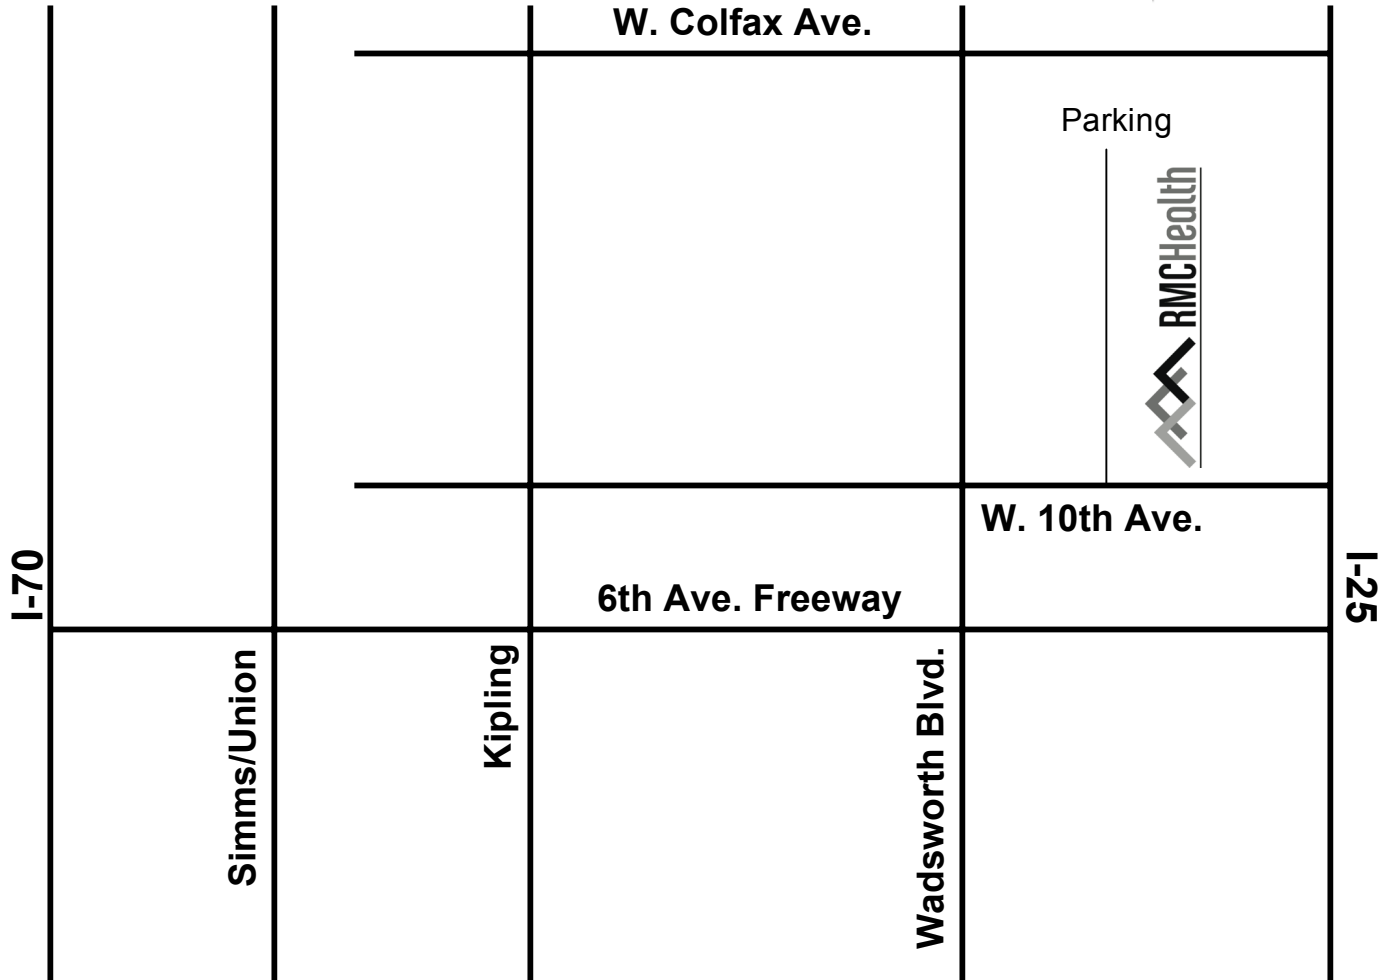 W. Colfax Ave.
Parking
RMCHealth
W. 10th Ave.
I-70
I-25
6th Ave. Freeway
Simms/Union
Kipling
Wadsworth Blvd.